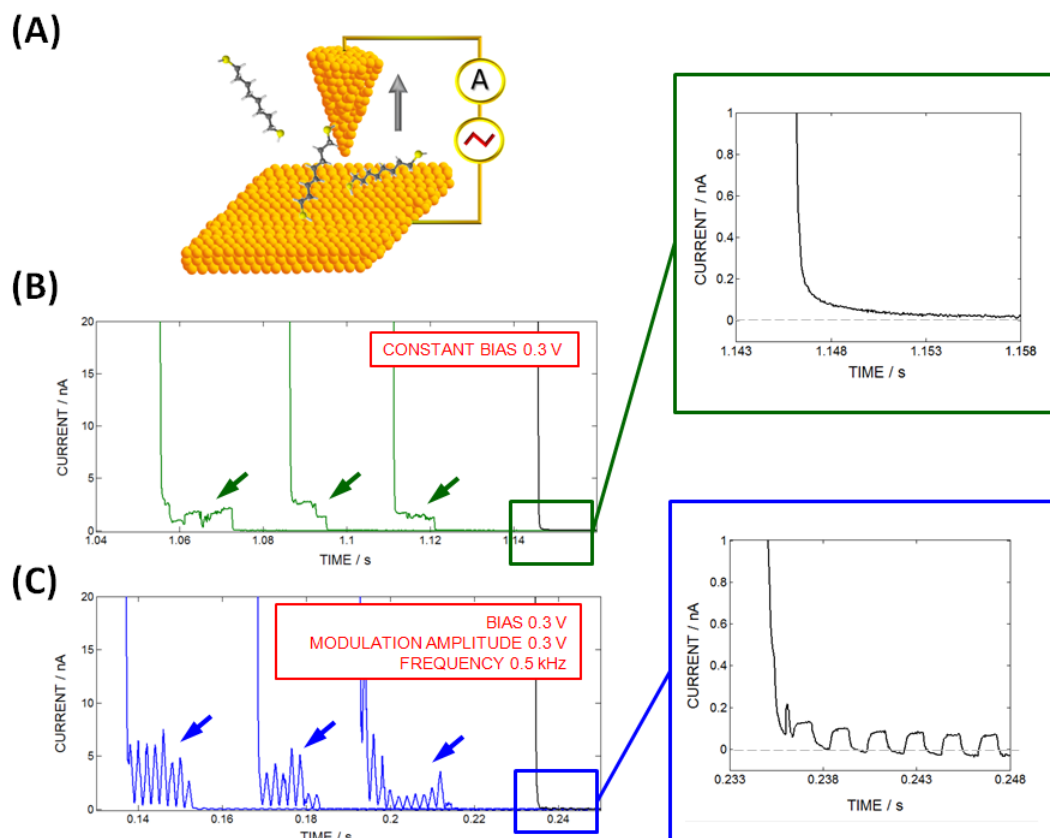 (A)
A
(B)
20
15
10
5
0
CURRENT / nA
CONSTANT BIAS 0.3 V
1.04
1.06
1.08
1.1
1.12
1.14
TIME / s
1
0.8
0.6
0.4
0.2
0
CURRENT / nA
1.143
1.148
1.153
1.158
TIME / s
(C)
20
15
10
5
0
CURRENT / nA
BIAS 0.3 V
MODULATION AMPLITUDE 0.3 V
FREQUENCY 0.5 kHz
0.14
0.16
0.18
0.2
0.22
0.24
TIME / s
1
0.8
0.6
0.4
0.2
0
CURRENT / nA
0.233
0.238
0.243
0.248
TIME / s